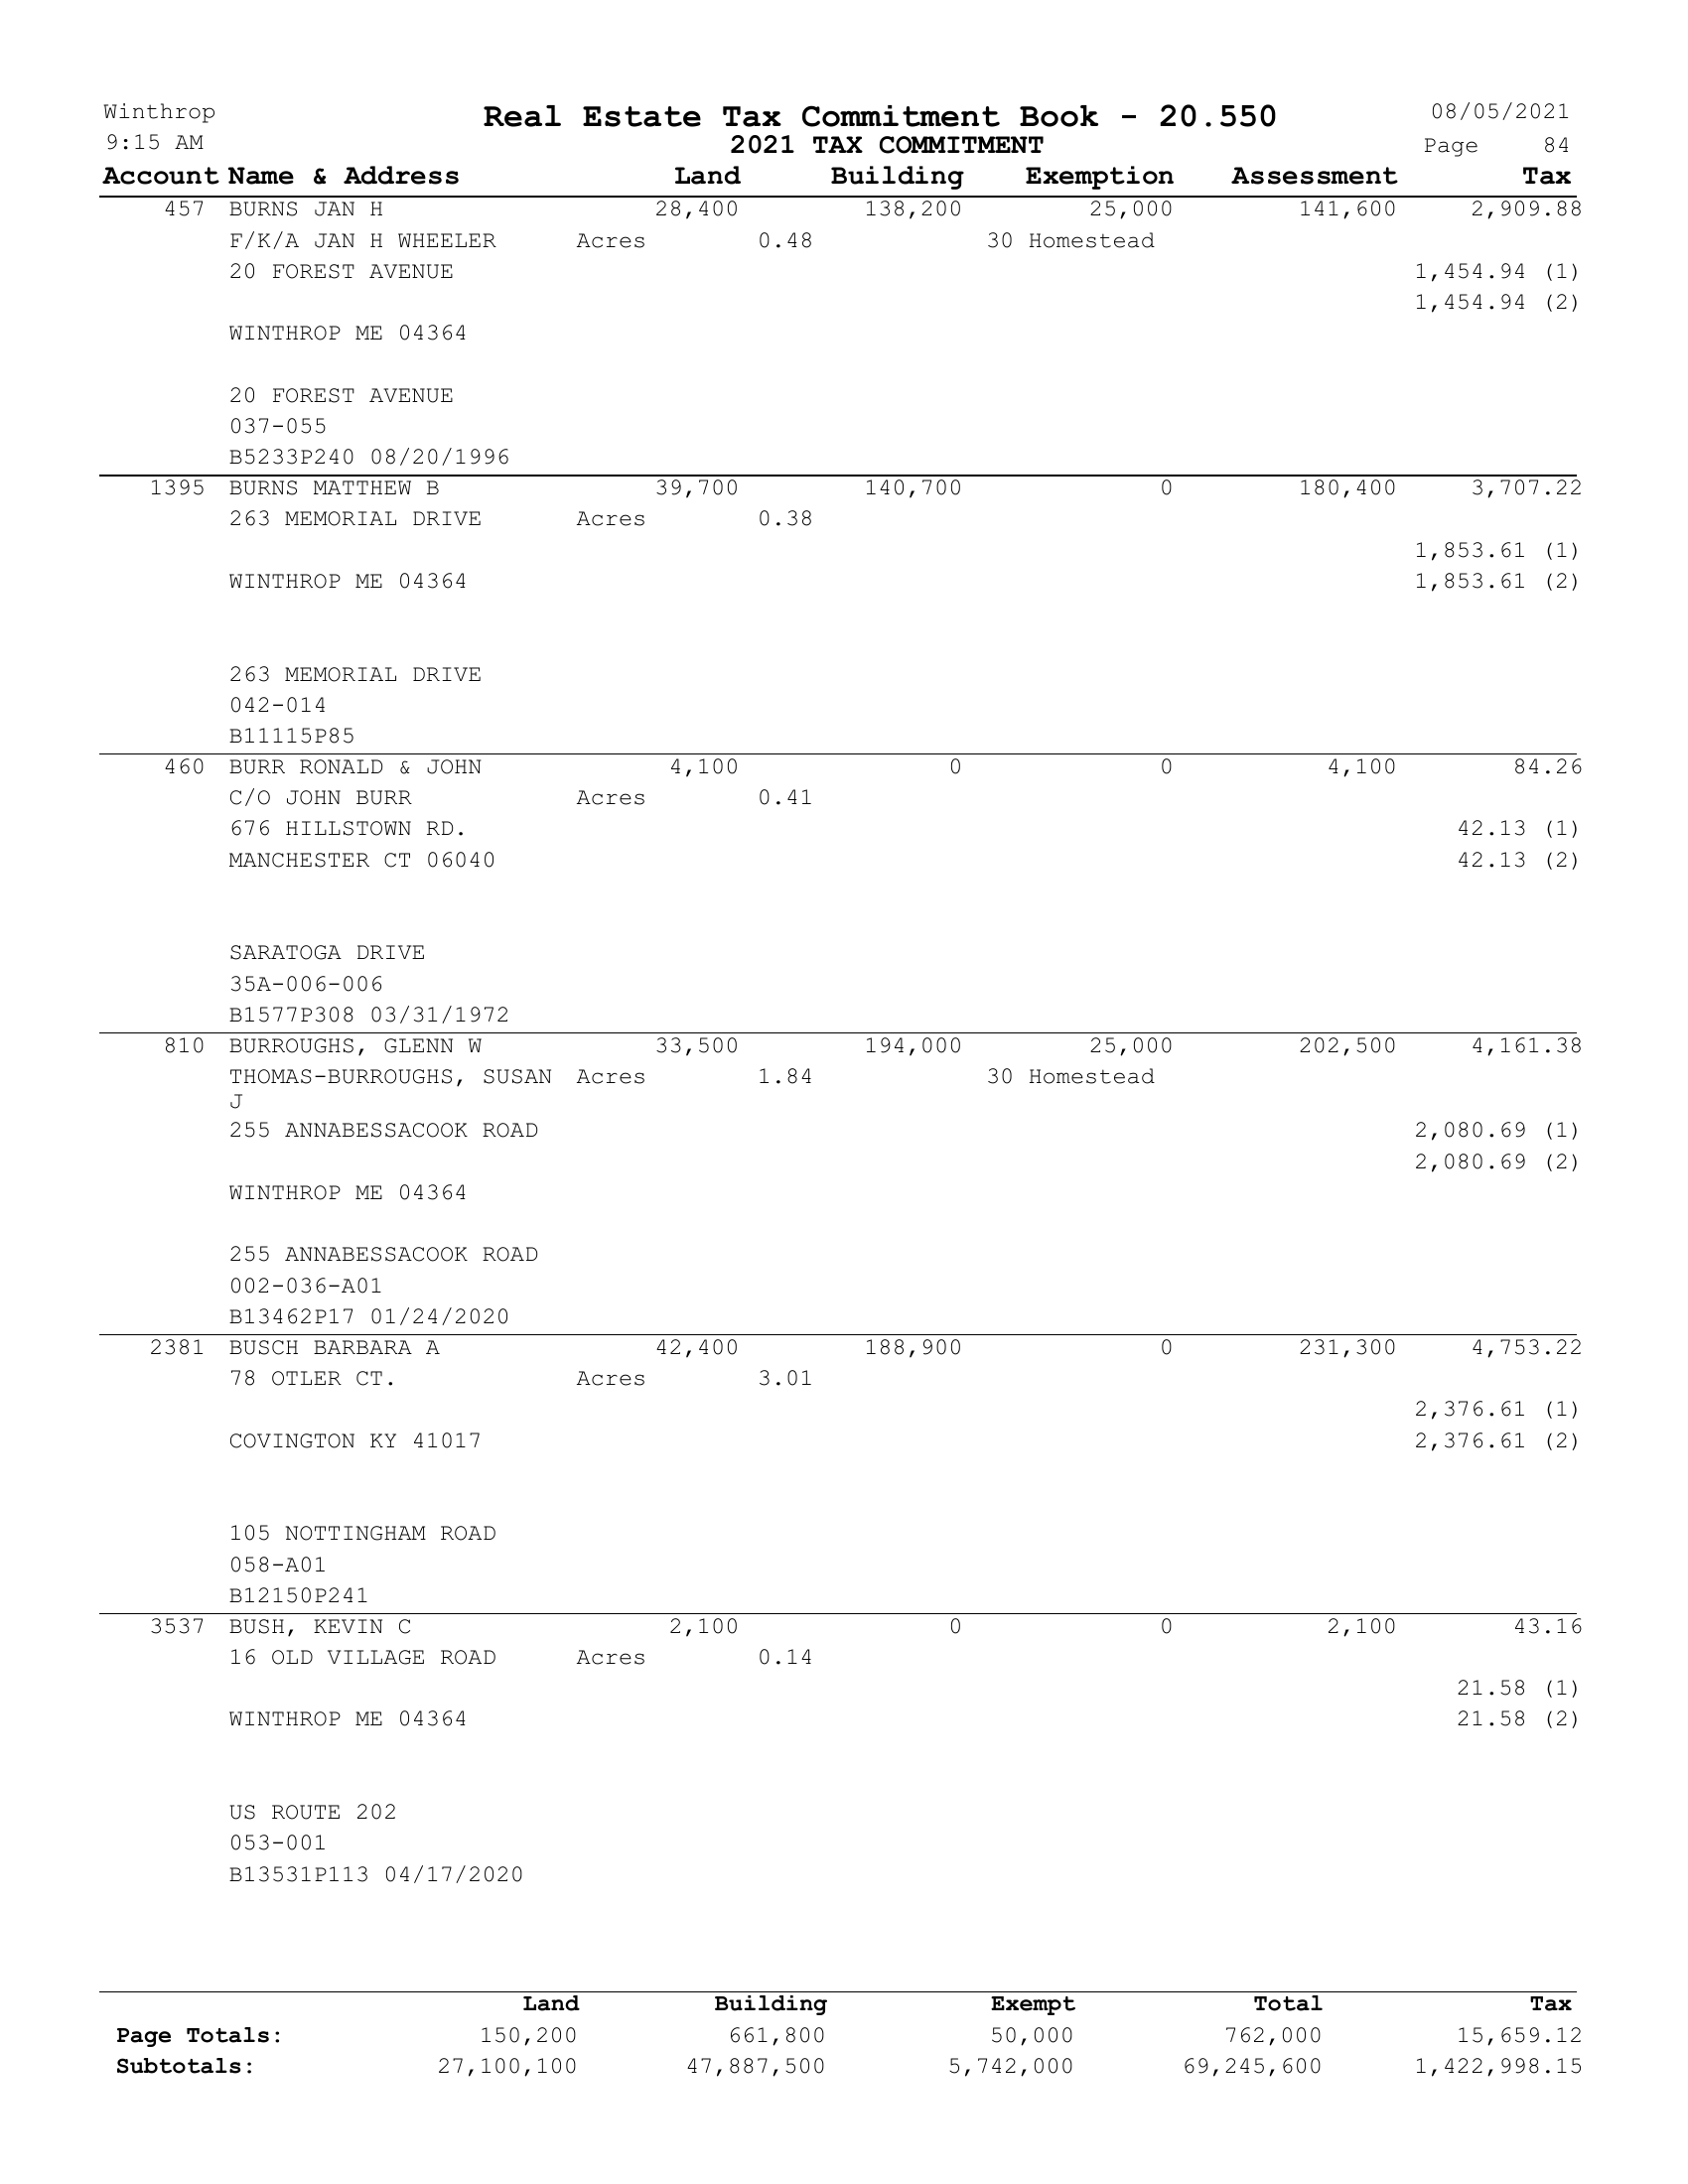 Winthrop Real Estate Tax Commitment Book - 20.550 08/05/2021
9:15 AM 2021 TAX COMMITMENT Page 84
Account Name & Address Land Building Exemption Assessment Tax
457 BURNS JAN H 28,400 138,200 25,000 141,600 2,909.88
F/K/A JAN H WHEELER Acres 0.48 30 Homestead
20 FOREST AVENUE 1,454.94 (1)
1,454.94 (2)
WINTHROP ME 04364
20 FOREST AVENUE
037-055
B5233P240 08/20/1996
1395 BURNS MATTHEW B 39,700 140,700 0 180,400 3,707.22
263 MEMORIAL DRIVE Acres 0.38
1,853.61 (1)
WINTHROP ME 04364 1,853.61 (2)
263 MEMORIAL DRIVE
042-014
B11115P85
460 BURR RONALD & JOHN 4,100 0 0 4,100 84.26
C/O JOHN BURR Acres 0.41
676 HILLSTOWN RD. 42.13 (1)
MANCHESTER CT 06040 42.13 (2)
SARATOGA DRIVE
35A-006-006
B1577P308 03/31/1972
810 BURROUGHS, GLENN W 33,500 194,000 25,000 202,500 4,161.38
THOMAS-BURROUGHS, SUSAN Acres 1.84 30 Homestead
J
255 ANNABESSACOOK ROAD 2,080.69 (1)
2,080.69 (2)
WINTHROP ME 04364
255 ANNABESSACOOK ROAD
002-036-A01
B13462P17 01/24/2020
2381 BUSCH BARBARA A 42,400 188,900 0 231,300 4,753.22
78 OTLER CT. Acres 3.01
2,376.61 (1)
COVINGTON KY 41017 2,376.61 (2)
105 NOTTINGHAM ROAD
058-A01
B12150P241
3537 BUSH, KEVIN C 2,100 0 0 2,100 43.16
16 OLD VILLAGE ROAD Acres 0.14
21.58 (1)
WINTHROP ME 04364 21.58 (2)
US ROUTE 202
053-001
B13531P113 04/17/2020
Land Building Exempt Total Tax
Page Totals: 150,200 661,800 50,000 762,000 15,659.12
Subtotals: 27,100,100 47,887,500 5,742,000 69,245,600 1,422,998.15